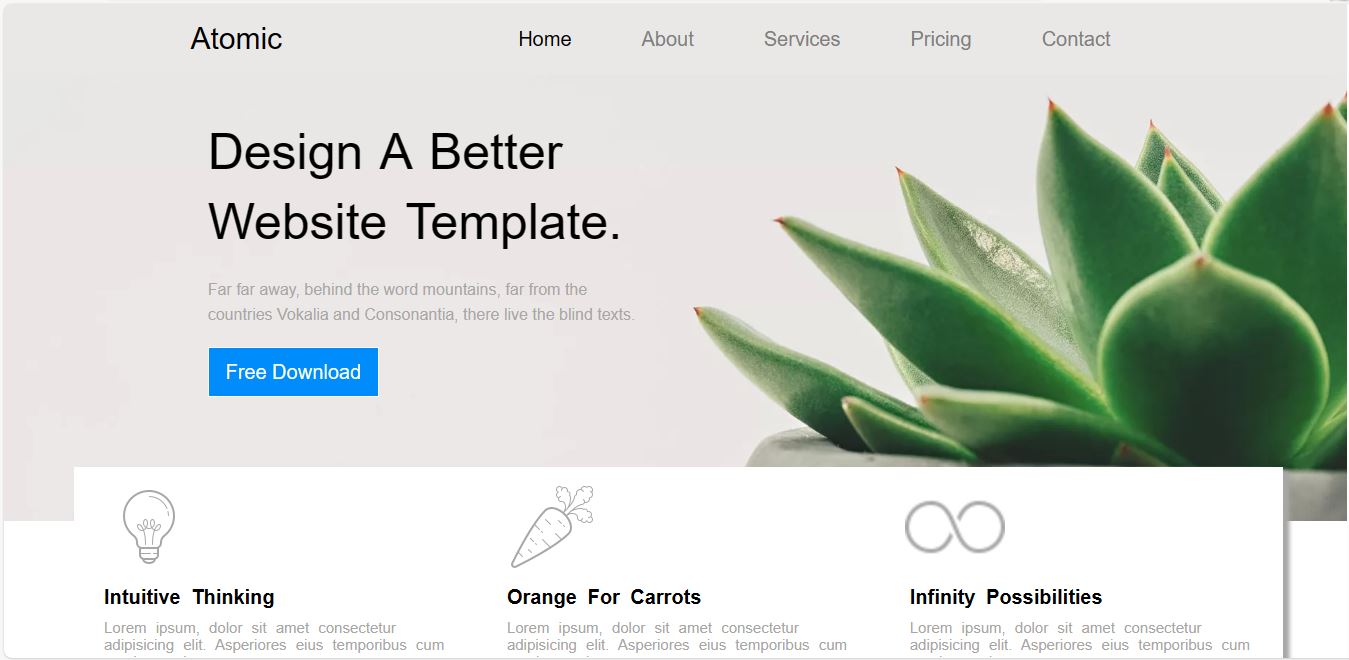 Atomic
Home About Services Pricing Contact
Design A Better
Website Template.
Far far away, behind the word mountains, far from the
countries Vokalia and Consonantia, there live the blind texts.
Free Download
Intuitive Thinking
Lorem ipsum, dolor sit amet consectetur
adipisicing elit. Asperiores eius temporibus cum
Orange For Carrots
Lorem ipsum, dolor sit amet consectetur
adipisicing elit. Asperiores eius temporibus cum
Infinity Possibilities
Lorem ipsum, dolor sit amet consectetur
adipisicing elit. Asperiores eius temporibus cum